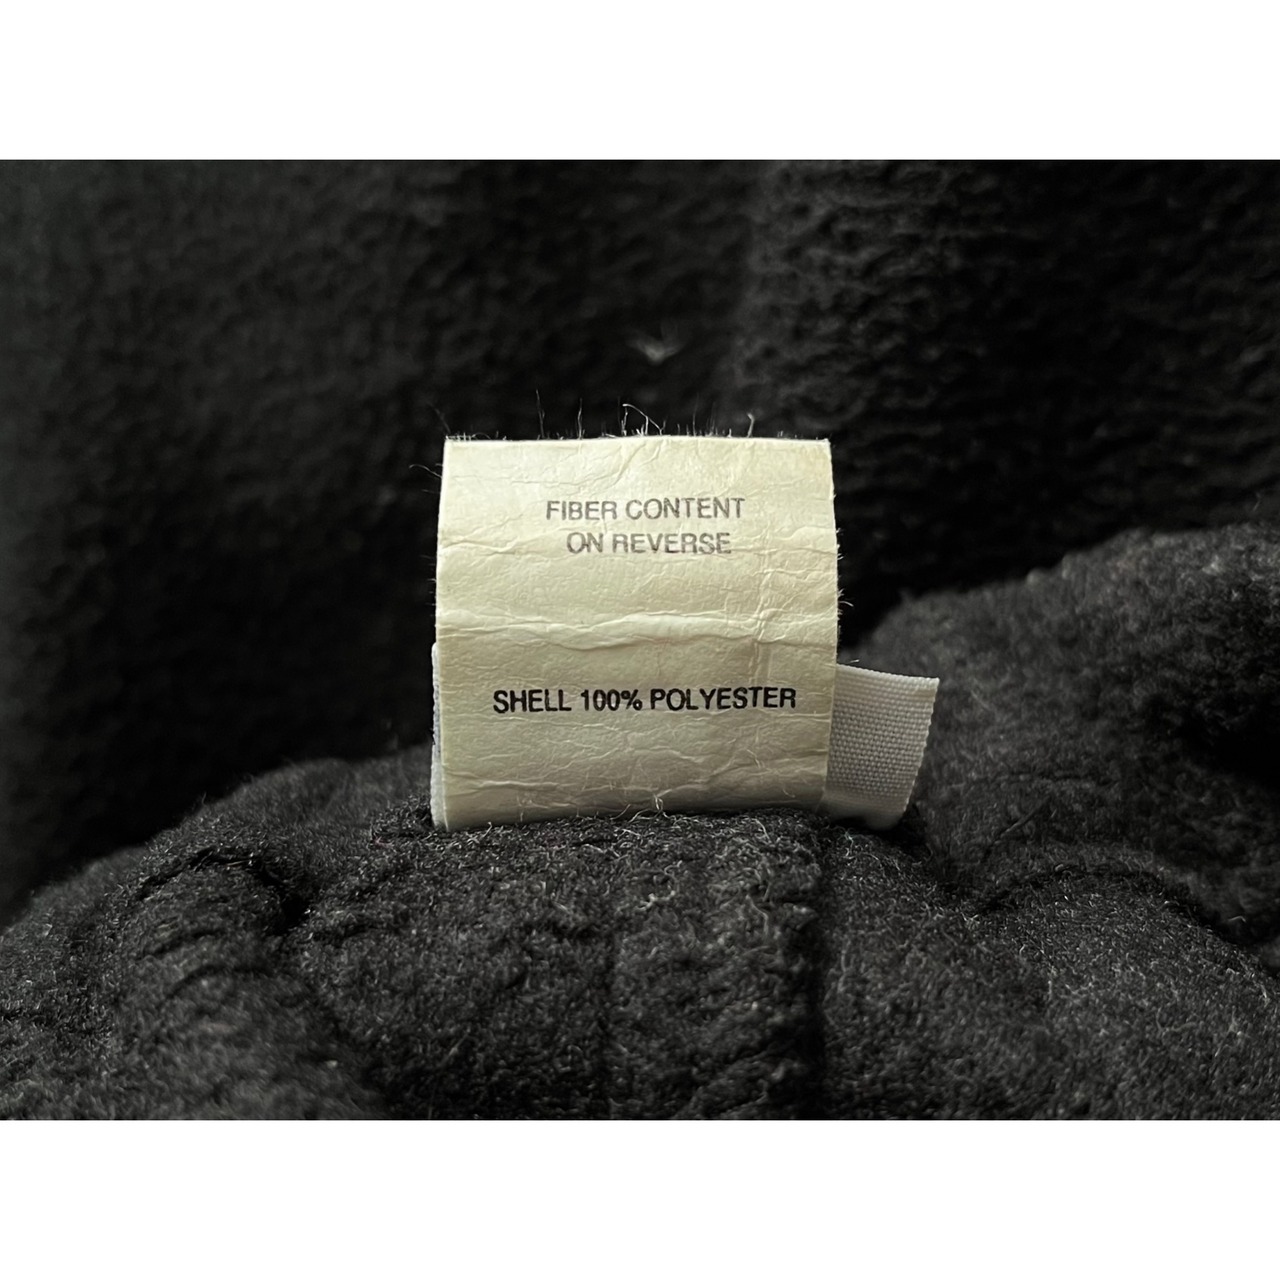 FIBER CONTENT
ON REVERSE
SHELL 100% POLYESTER